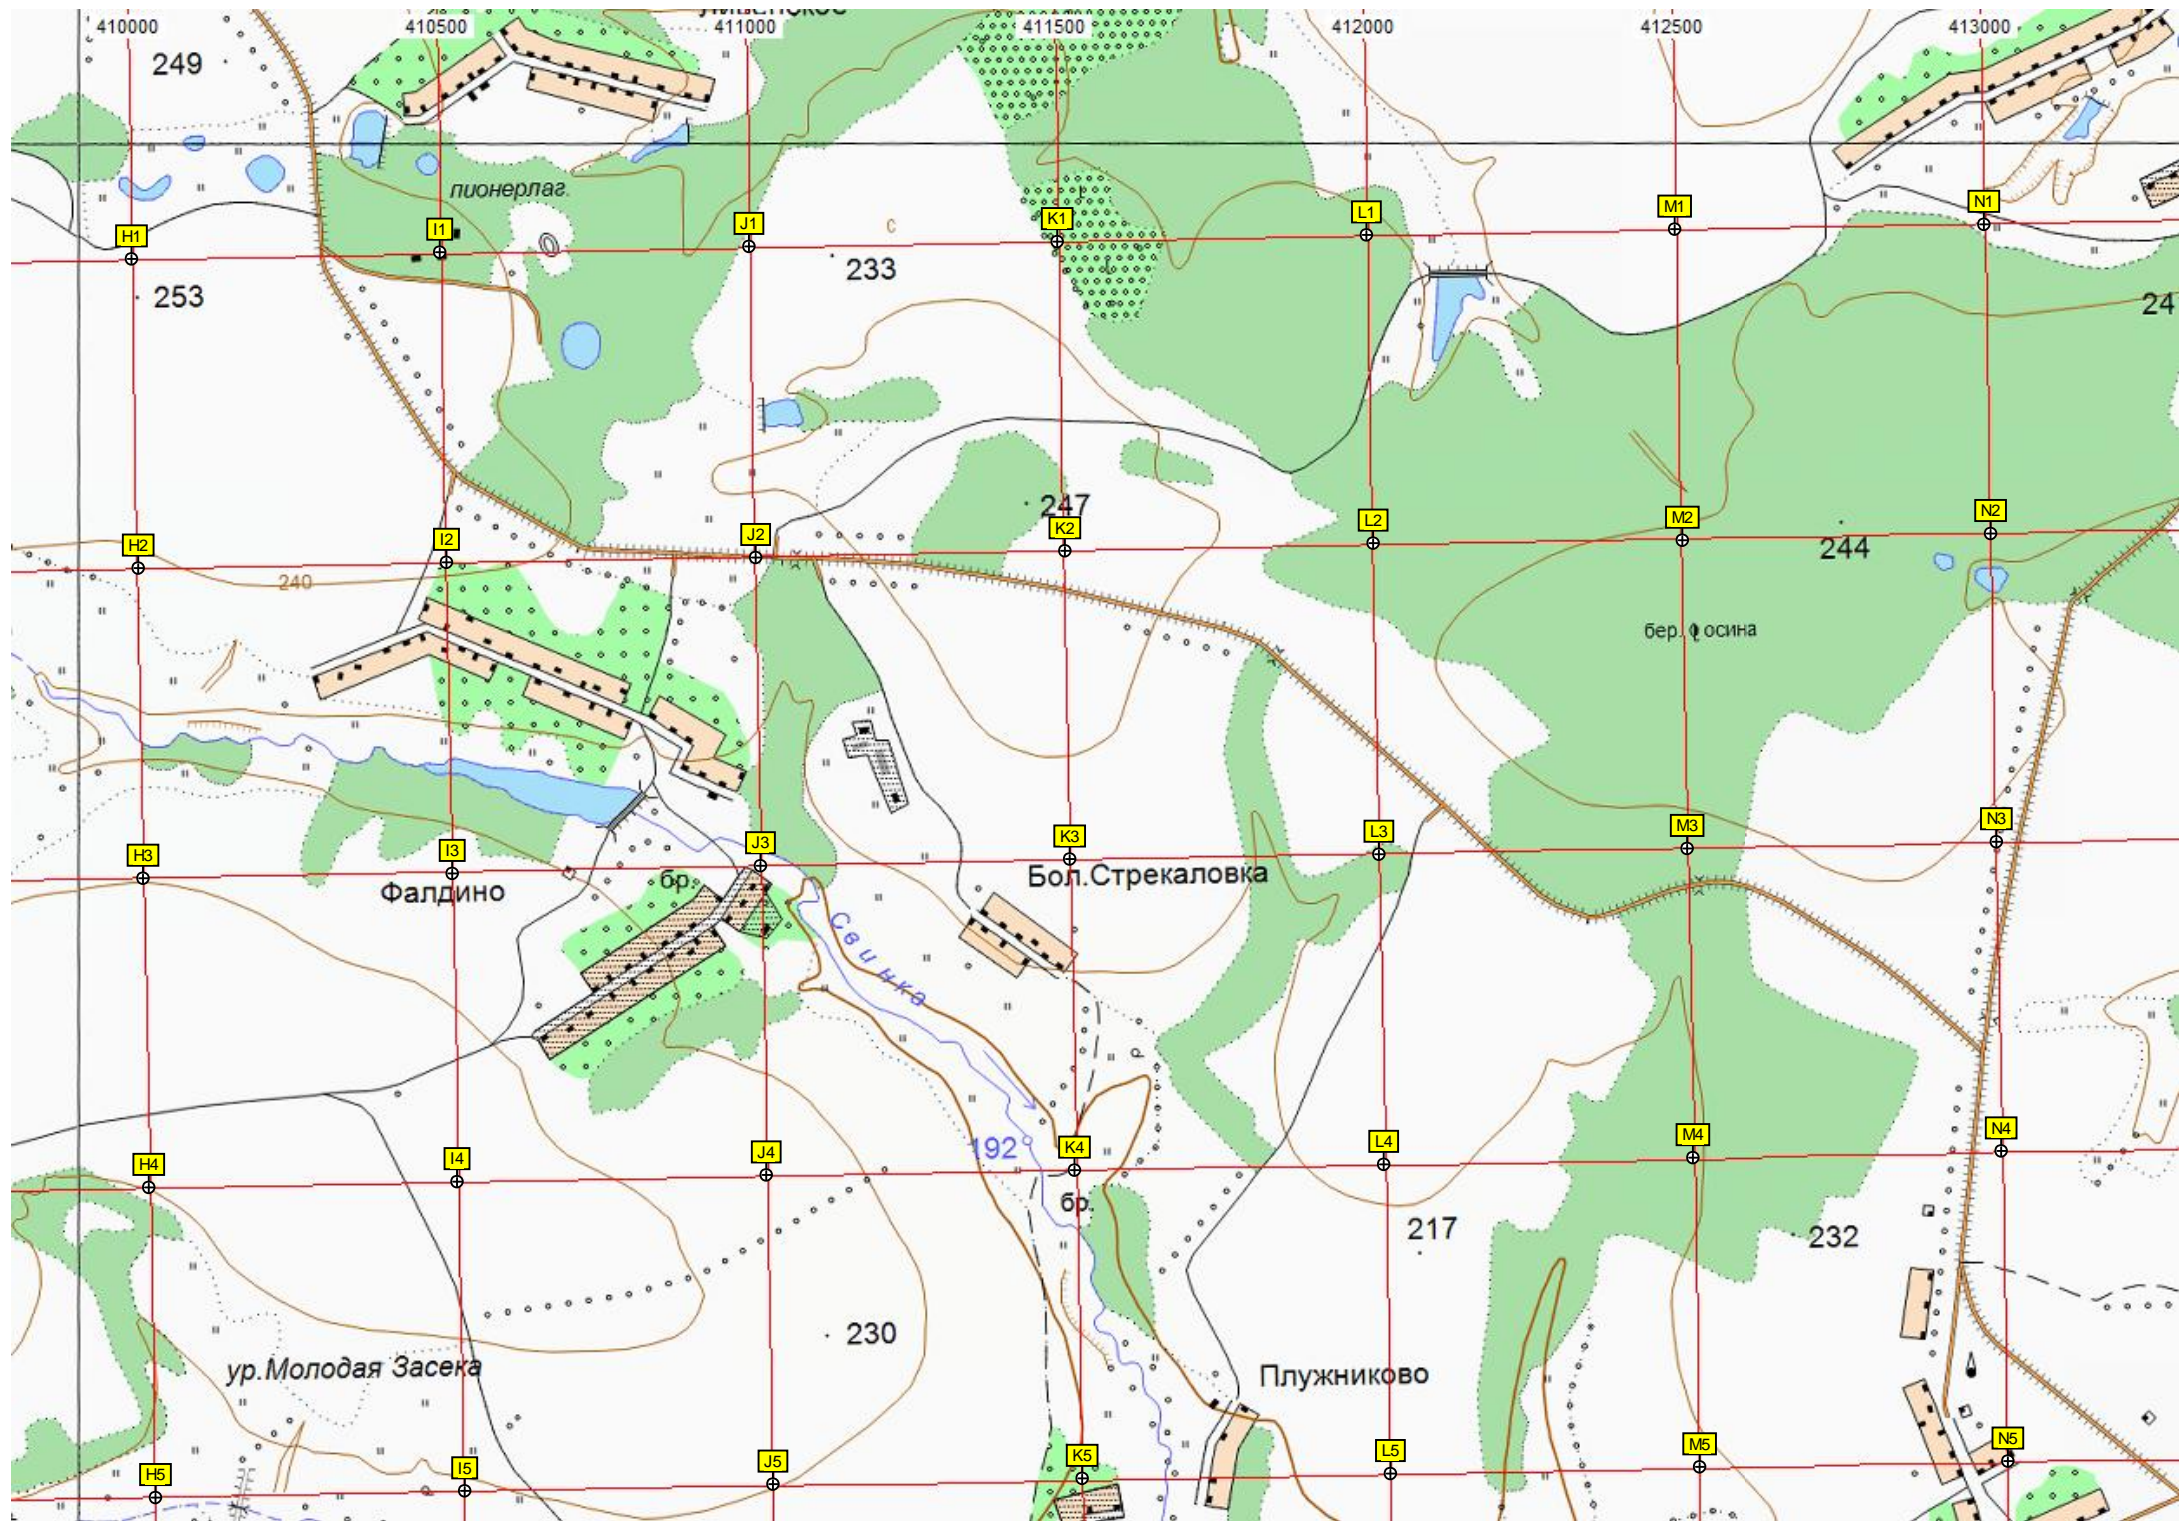 410000 410500 411000 411500 412000 412500 413000
249
пионерлаг.
H1 I1 J1 K1 L1 M1 N1
с
233
253
24
247
H2 I2 J2 K2 L2 M2 N2
244
240
бер. осина
H3 I3 J3 K3 L3 M3 N3
Бол.Стрекаловка
Фалдино
бр.
Свинка
192
H4 I4 J4 K4 L4 M4 N4
бр.
217
232
230
ур.Молодая Засека
Плужниково
H5 I5 J5 K5 L5 M5 N5